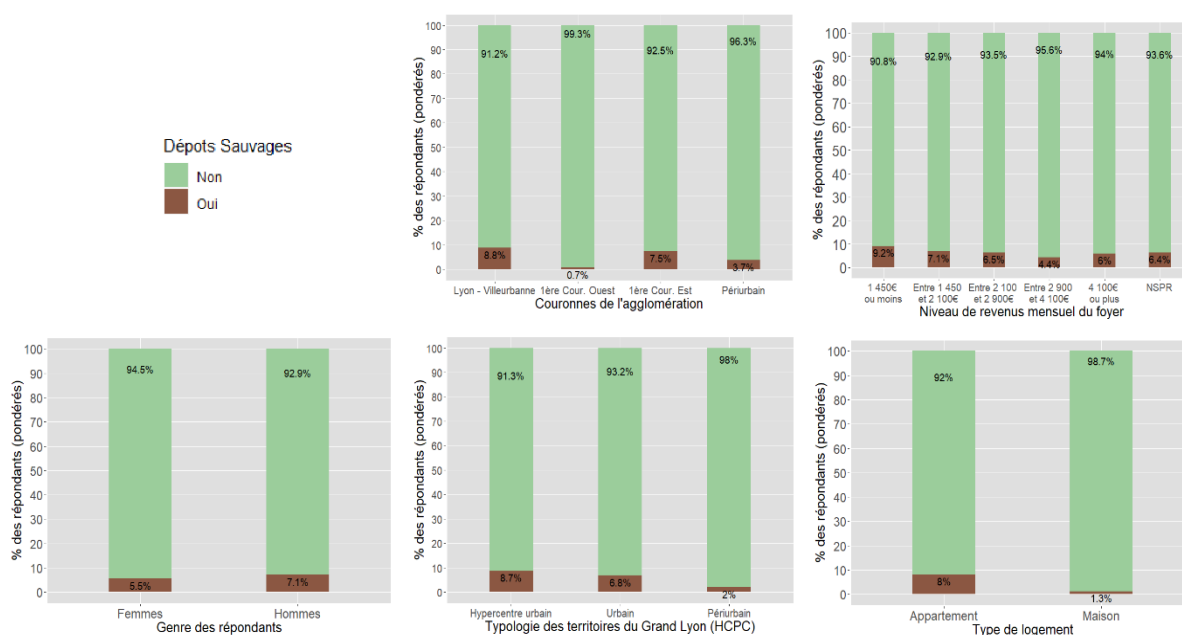 Dépots Sauvages
Non
Oui
% des répondants (pondérés)
100
90
80
70
60
50
40
30
20
10
0
91.2%
99.3%
92.5%
96.3%
8.8%
0.7%
7.5%
3.7%
Lyon - Villeurbanne
1ère Cour. Ouest
1ère Cour. Est
Périurbain
Couronnes de l'agglomération
% des répondants (pondérés)
100
90
80
70
60
50
40
30
20
10
0
90.8%
92.9%
93.5%
95.6%
94%
93.6%
9.2%
7.1%
6.5%
4.4%
6%
6.4%
1 450€
ou moins
Entre 1 450
et 2 100€
Entre 2 100
et 2 900€
Entre 2 900
et 4 100€
4 100€
ou plus
NSPR
Niveau de revenus mensuel du foyer
% des répondants (pondérés)
100
90
80
70
60
50
40
30
20
10
0
94.5%
92.9%
5.5%
7.1%
Femmes
Hommes
Genre des répondants
% des répondants (pondérés)
100
90
80
70
60
50
40
30
20
10
0
91.3%
93.2%
98%
8.7%
6.8%
2%
Hypercentre urbain
Urbain
Périurbain
Typologie des territoires du Grand Lyon (HCPC)
% des répondants (pondérés)
100
90
80
70
60
50
40
30
20
10
0
92%
98.7%
8%
1.3%
Appartement
Maison
Type de logement